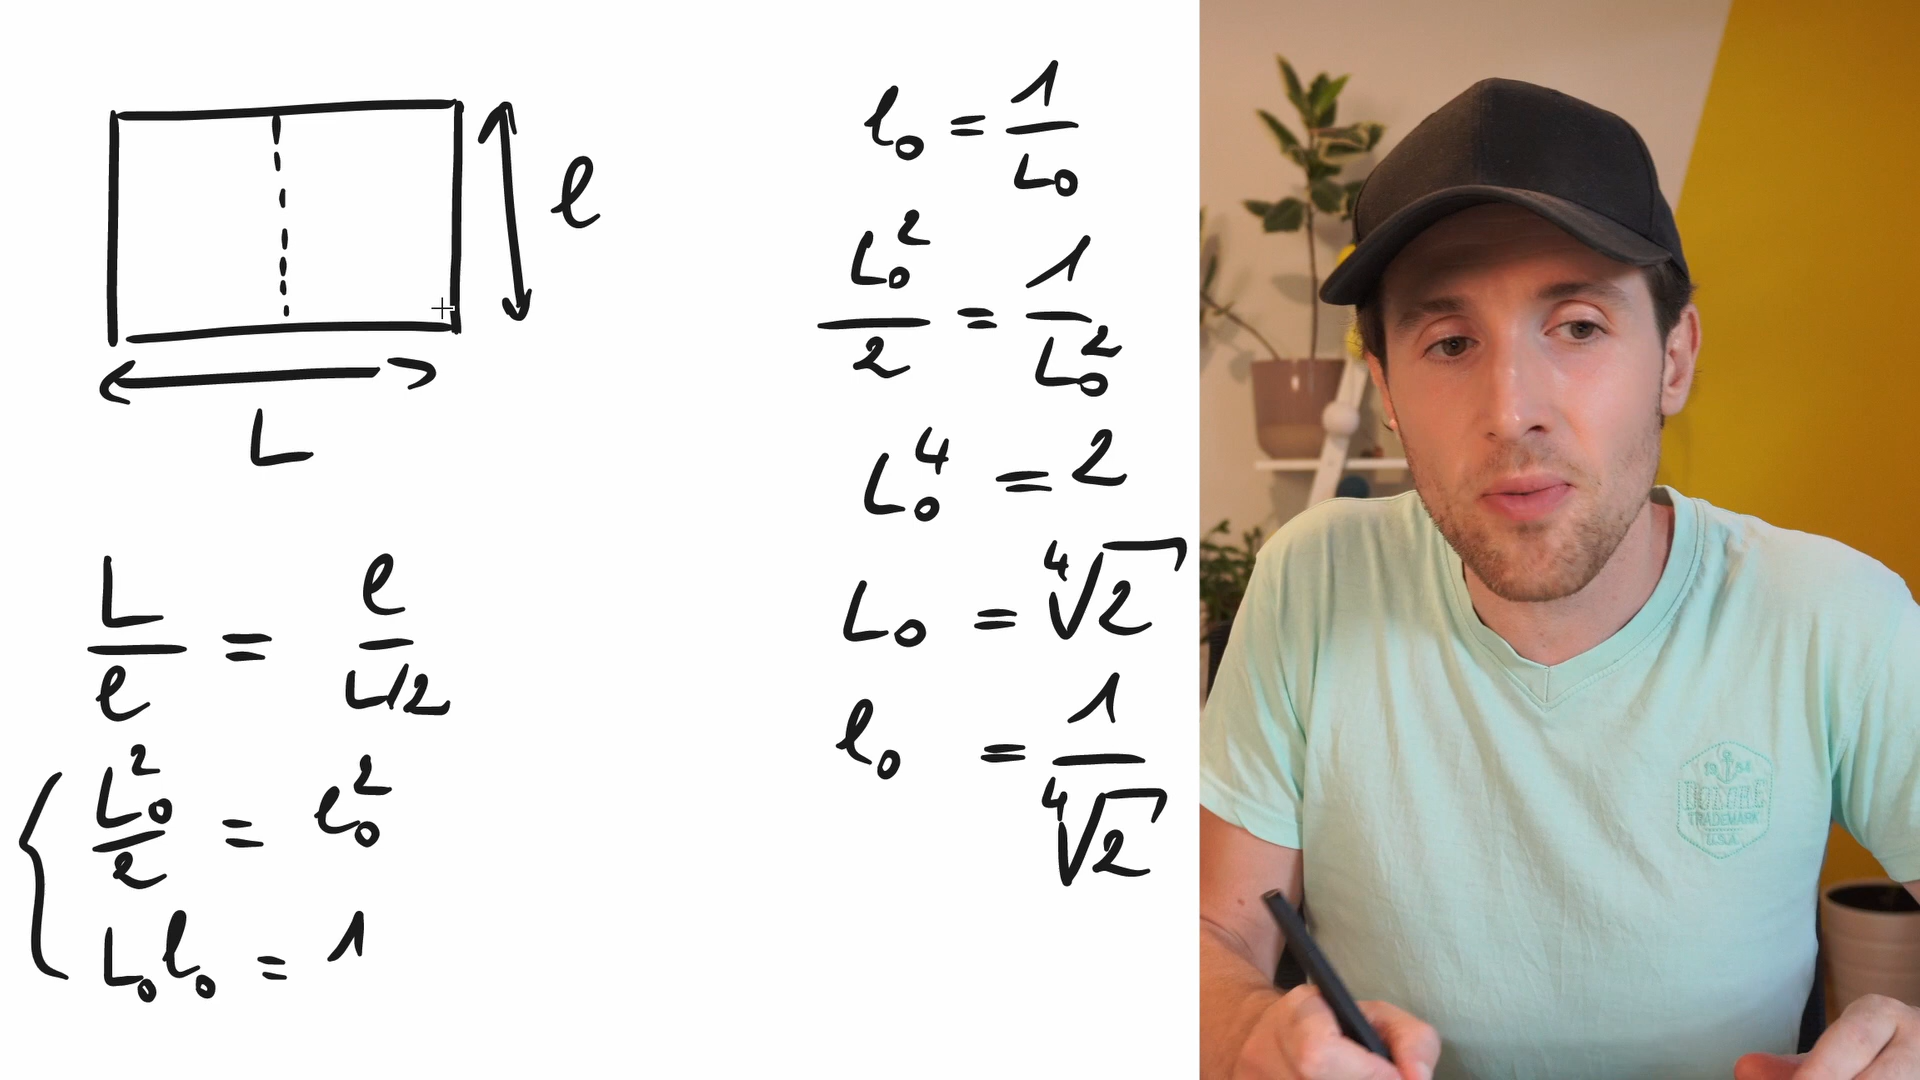 l
L
L/l = l/(L/2)
L₀²/2 = l₀²
L₀l₀ = 1
l₀ = 1/L₀
L₀²/2 = 1/L₀²
L₀⁴ = 2
L₀ = ⁴√2
l₀ = 1/⁴√2
TRADEMARK
U.S.A.